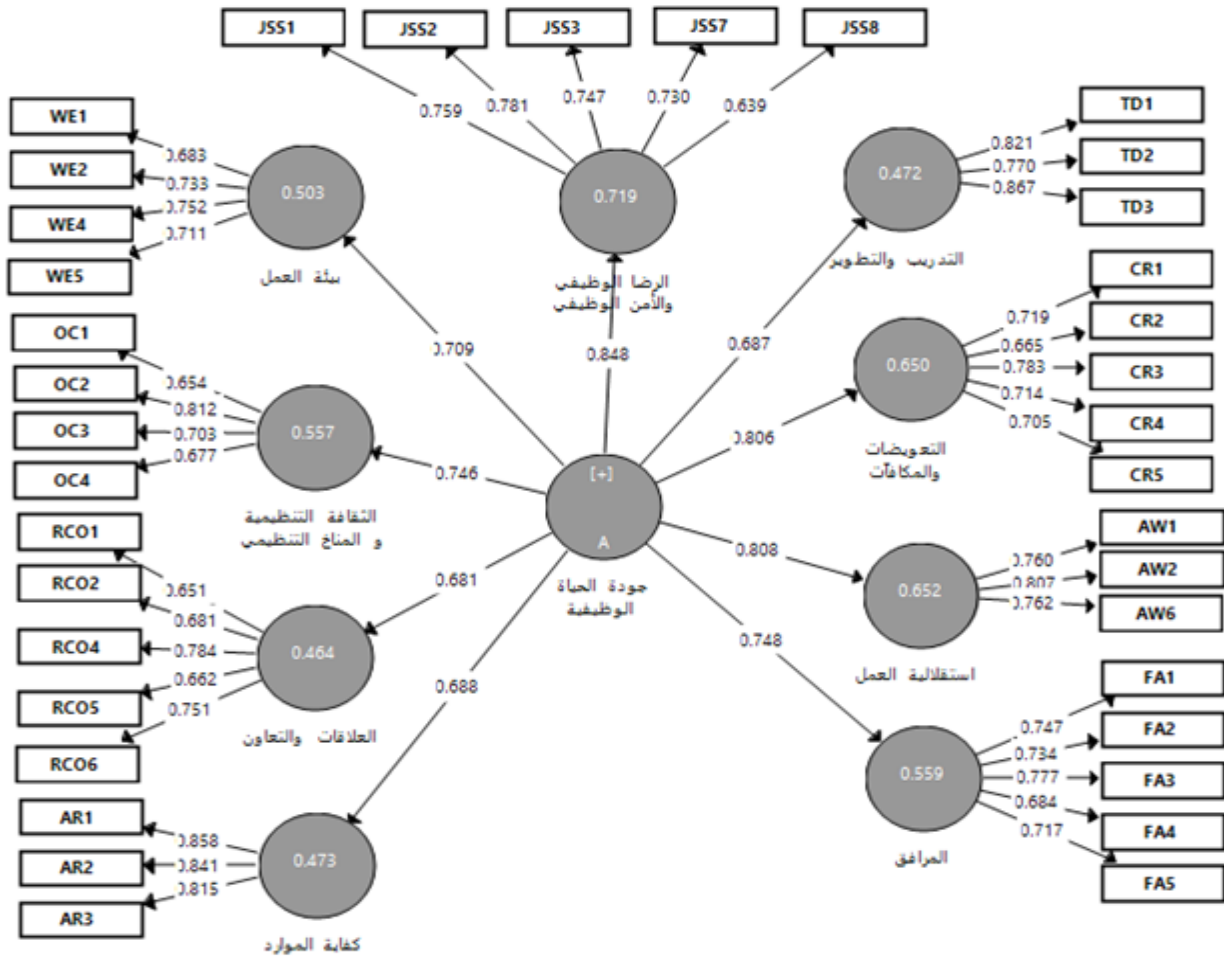 JSS1 JSS2 JSS3 JSS7 JSS8
0.759 0.781 0.747 0.730 0.639
0.719
الرضا الوظيفي
والأمن الوظيفي
0.848
WE1
WE2
WE4
WE5
0.683
0.733
0.752
0.711
0.503
بيئة العمل
0.709
OC1
OC2
OC3
OC4
0.654
0.812
0.703
0.677
0.557
الثقافة التنظيمية
و المناخ التنظيمي
0.746
RCO1
RCO2
RCO4
RCO5
RCO6
0.651
0.681
0.784
0.662
0.751
0.464
العلاقات والتعاون
0.681
AR1
AR2
AR3
0.858
0.841
0.815
0.473
كفاية الموارد
0.688
[+]
A
جودة الحياة
الوظيفية
TD1
TD2
TD3
0.821
0.770
0.867
0.472
التدريب والتطوير
0.687
CR1
CR2
CR3
CR4
CR5
0.719
0.665
0.783
0.714
0.705
0.650
التعويضات
والمكافآت
0.806
AW1
AW2
AW6
0.760
0.807
0.762
0.652
استقلالية العمل
0.808
FA1
FA2
FA3
FA4
FA5
0.747
0.734
0.777
0.684
0.717
0.559
المرافق
0.748